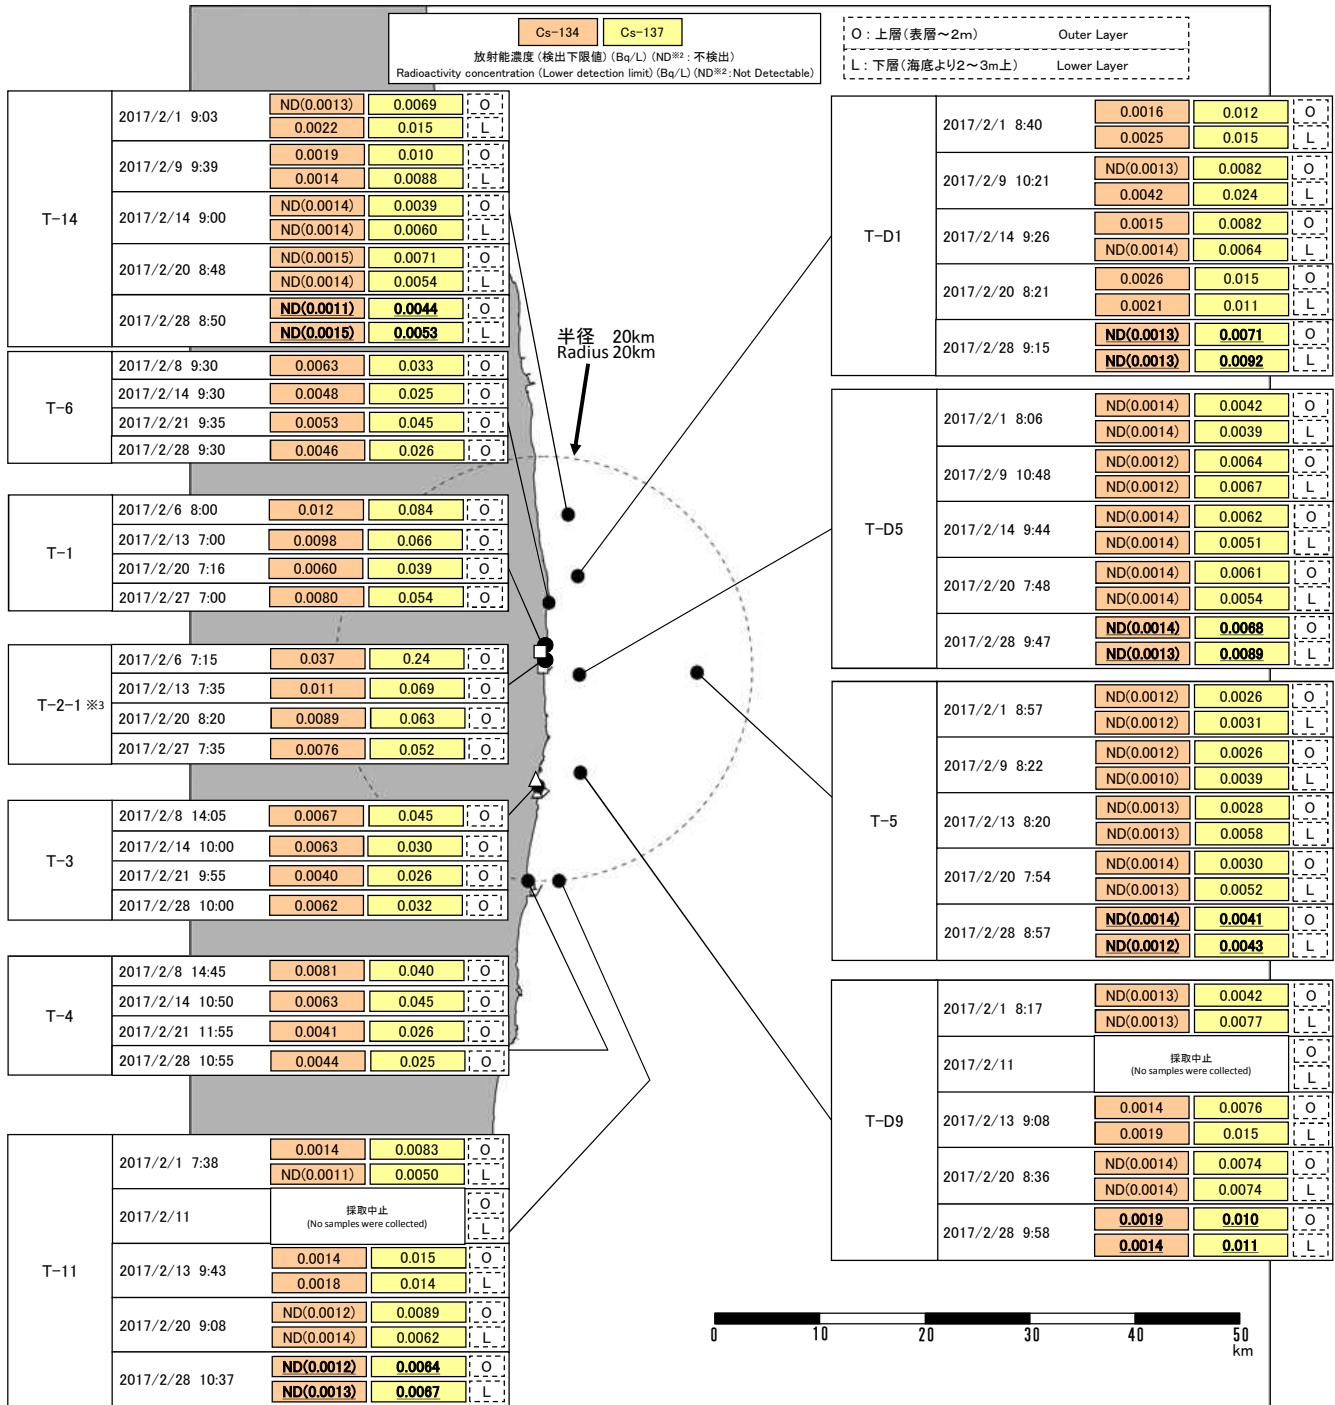 Cs-134 Cs-137
放射能濃度(検出下限値)(Bq/L)(ND※2:不検出)
Radioactivity concentration (Lower detection limit) (Bq/L) (ND※2:Not Detectable)
O : 上層(表層～2m) Outer Layer
L : 下層(海底より2～3m上) Lower Layer
T-14
2017/2/1 9:03 ND(0.0013) 0.0069 O
0.0022 0.015 L
2017/2/9 9:39 0.0019 0.010 O
0.0014 0.0088 L
2017/2/14 9:00 ND(0.0014) 0.0039 O
ND(0.0014) 0.0060 L
2017/2/20 8:48 ND(0.0015) 0.0071 O
ND(0.0014) 0.0054 L
2017/2/28 8:50 ND(0.0011) 0.0044 O
ND(0.0015) 0.0053 L
T-6
2017/2/8 9:30 0.0063 0.033 O
2017/2/14 9:30 0.0048 0.025 O
2017/2/21 9:35 0.0053 0.045 O
2017/2/28 9:30 0.0046 0.026 O
T-1
2017/2/6 8:00 0.012 0.084 O
2017/2/13 7:00 0.0098 0.066 O
2017/2/20 7:16 0.0060 0.039 O
2017/2/27 7:00 0.0080 0.054 O
T-2-1 ※3
2017/2/6 7:15 0.037 0.24 O
2017/2/13 7:35 0.011 0.069 O
2017/2/20 8:20 0.0089 0.063 O
2017/2/27 7:35 0.0076 0.052 O
T-3
2017/2/8 14:05 0.0067 0.045 O
2017/2/14 10:00 0.0063 0.030 O
2017/2/21 9:55 0.0040 0.026 O
2017/2/28 10:00 0.0062 0.032 O
T-4
2017/2/8 14:45 0.0081 0.040 O
2017/2/14 10:50 0.0063 0.045 O
2017/2/21 11:55 0.0041 0.026 O
2017/2/28 10:55 0.0044 0.025 O
T-11
2017/2/1 7:38 0.0014 0.0083 O
ND(0.0011) 0.0050 L
2017/2/11 採取中止 O
(No samples were collected) L
2017/2/13 9:43 0.0014 0.015 O
0.0018 0.014 L
2017/2/20 9:08 ND(0.0012) 0.0089 O
ND(0.0014) 0.0062 L
2017/2/28 10:37 ND(0.0012) 0.0064 O
ND(0.0013) 0.0067 L
半径 20km
Radius 20km
T-D1
2017/2/1 8:40 0.0016 0.012 O
0.0025 0.015 L
2017/2/9 10:21 ND(0.0013) 0.0082 O
0.0042 0.024 L
2017/2/14 9:26 0.0015 0.0082 O
ND(0.0014) 0.0064 L
2017/2/20 8:21 0.0026 0.015 O
0.0021 0.011 L
2017/2/28 9:15 ND(0.0013) 0.0071 O
ND(0.0013) 0.0092 L
T-D5
2017/2/1 8:06 ND(0.0014) 0.0042 O
ND(0.0014) 0.0039 L
2017/2/9 10:48 ND(0.0012) 0.0064 O
ND(0.0012) 0.0067 L
2017/2/14 9:44 ND(0.0014) 0.0062 O
ND(0.0014) 0.0051 L
2017/2/20 7:48 ND(0.0014) 0.0061 O
ND(0.0014) 0.0054 L
2017/2/28 9:47 ND(0.0014) 0.0068 O
ND(0.0013) 0.0089 L
T-5
2017/2/1 8:57 ND(0.0012) 0.0026 O
ND(0.0012) 0.0031 L
2017/2/9 8:22 ND(0.0012) 0.0026 O
ND(0.0010) 0.0039 L
2017/2/13 8:20 ND(0.0013) 0.0028 O
ND(0.0013) 0.0058 L
2017/2/20 7:54 ND(0.0014) 0.0030 O
ND(0.0013) 0.0052 L
2017/2/28 8:57 ND(0.0014) 0.0041 O
ND(0.0012) 0.0043 L
T-D9
2017/2/1 8:17 ND(0.0013) 0.0042 O
ND(0.0013) 0.0077 L
2017/2/11 採取中止 O
(No samples were collected) L
2017/2/13 9:08 0.0014 0.0076 O
0.0019 0.015 L
2017/2/20 8:36 ND(0.0014) 0.0074 O
ND(0.0014) 0.0074 L
2017/2/28 9:58 0.0019 0.010 O
0.0014 0.011 L
0 10 20 30 40 50
km